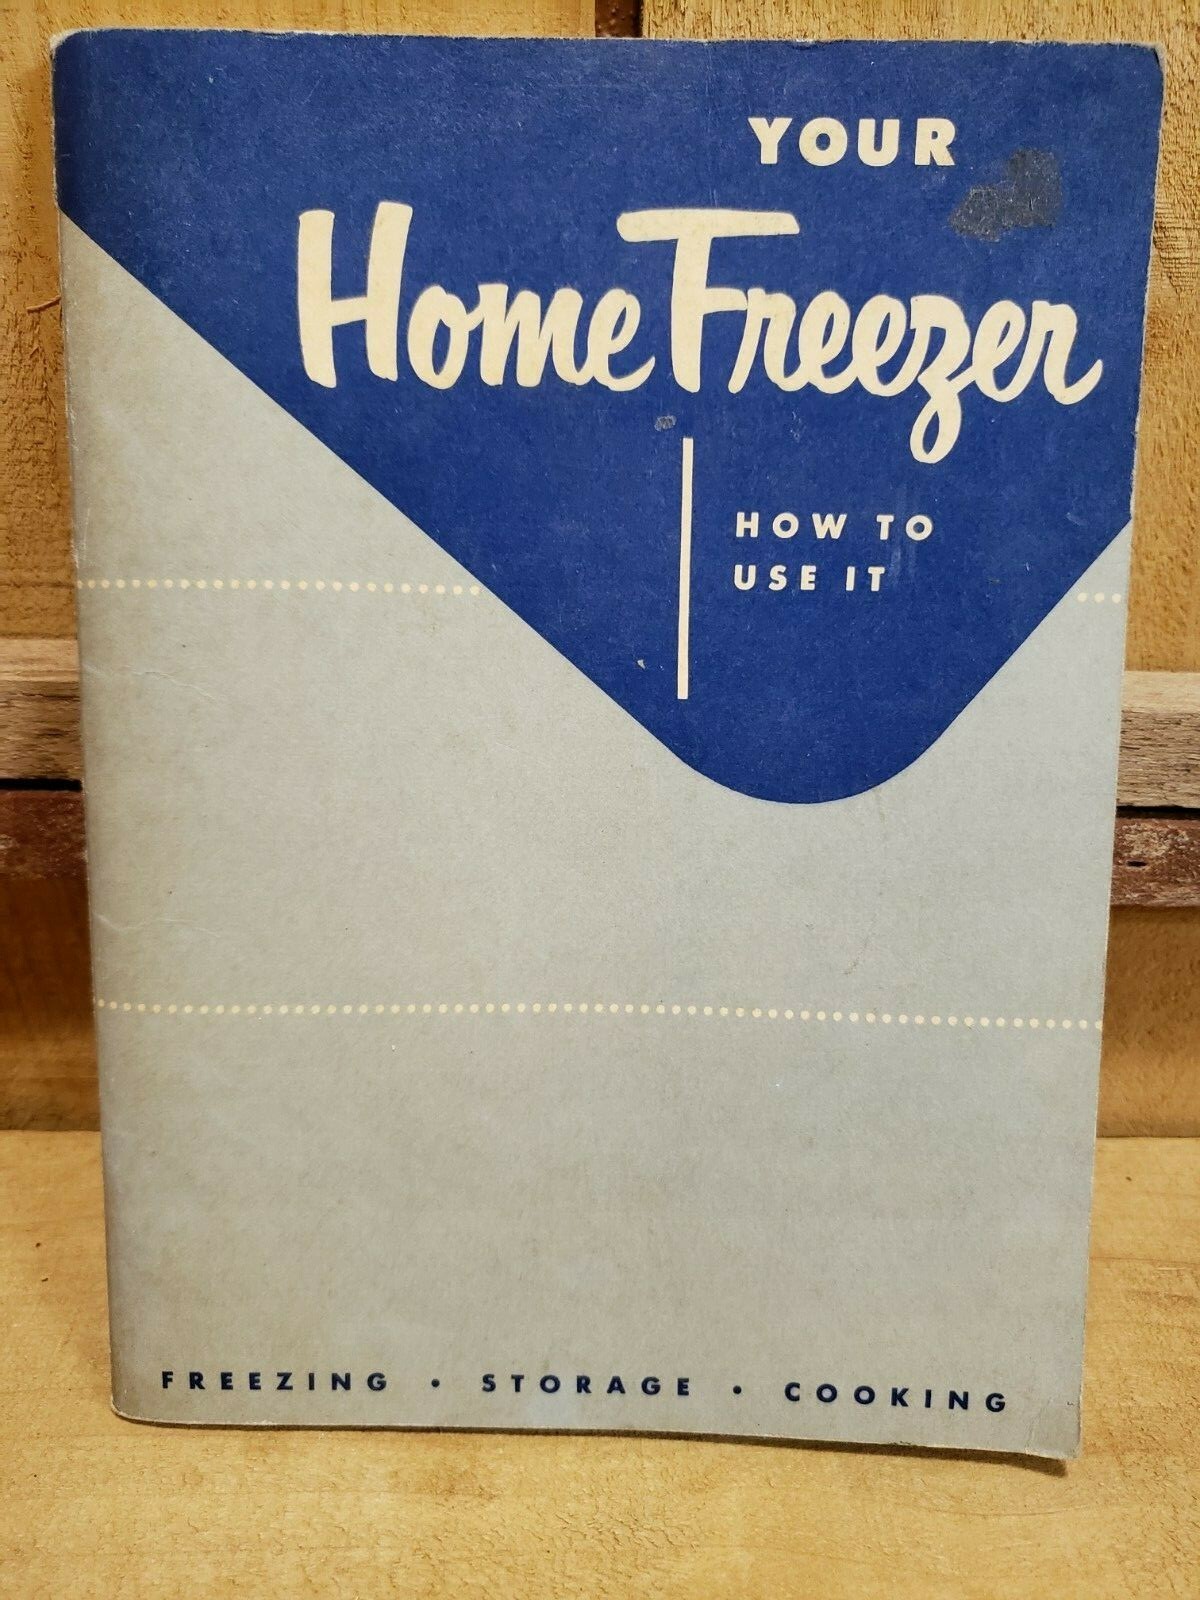 YOUR
Home Freezer
HOW TO
USE IT
FREEZING • STORAGE • COOKING